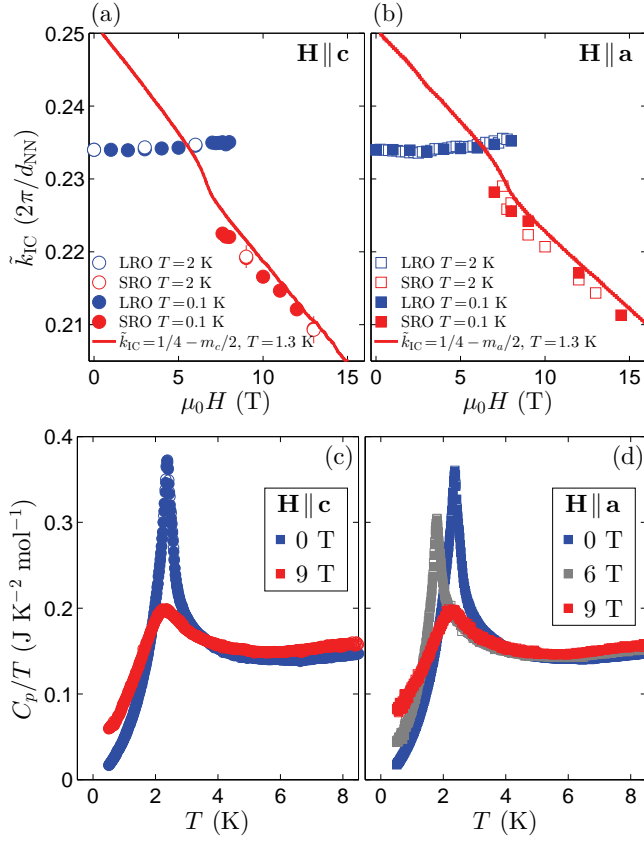 (a)
H ∥ c
0.25
0.24
0.23
0.22
0.21
k̃IC (2π/dNN)
LRO T = 2 K
SRO T = 2 K
LRO T = 0.1 K
SRO T = 0.1 K
k̃IC = 1/4 − mc/2, T = 1.3 K
0 5 10 15
μ0H (T)
(b)
H ∥ a
LRO T = 2 K
SRO T = 2 K
LRO T = 0.1 K
SRO T = 0.1 K
k̃IC = 1/4 − ma/2, T = 1.3 K
0 5 10 15
μ0H (T)
(c)
H ∥ c
0 T
9 T
0.4
0.3
0.2
0.1
0
Cp/T (J K−2 mol−1)
0 2 4 6 8
T (K)
(d)
H ∥ a
0 T
6 T
9 T
0 2 4 6 8
T (K)